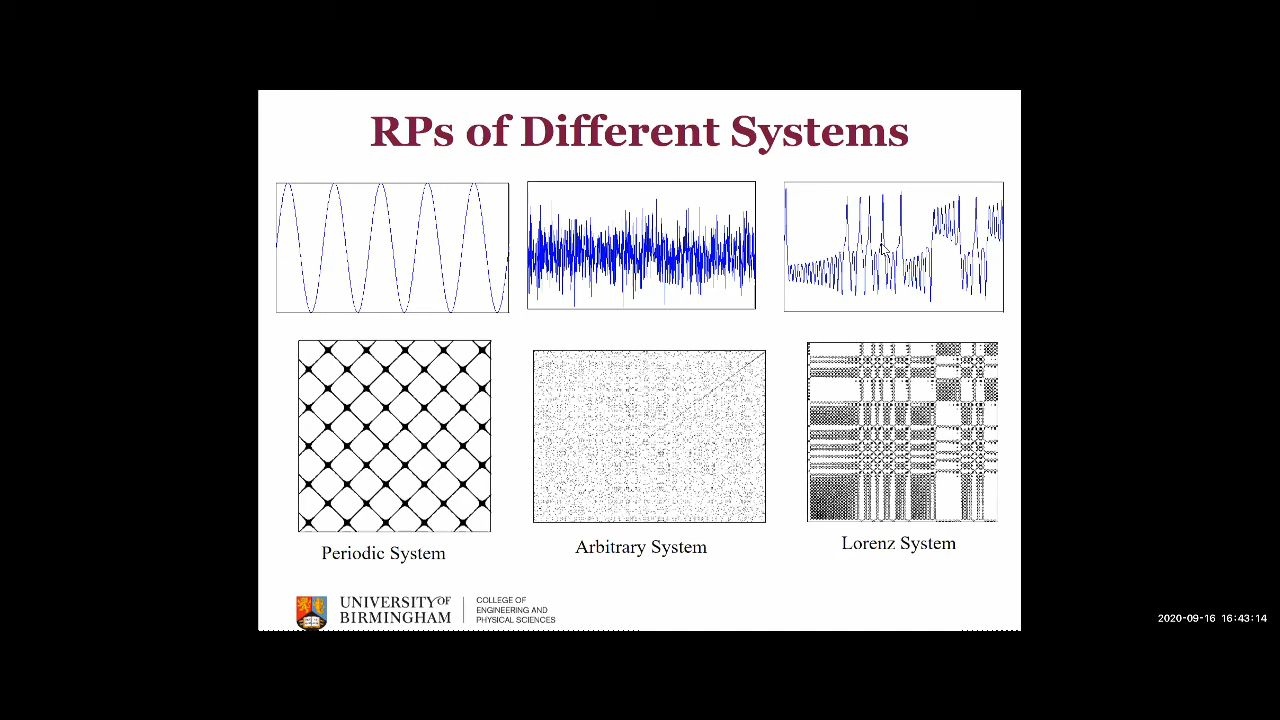 RPs of Different Systems
Periodic System
Arbitrary System
Lorenz System
UNIVERSITY OF
BIRMINGHAM
COLLEGE OF
ENGINEERING AND
PHYSICAL SCIENCES
2020-09-16 16:43:14